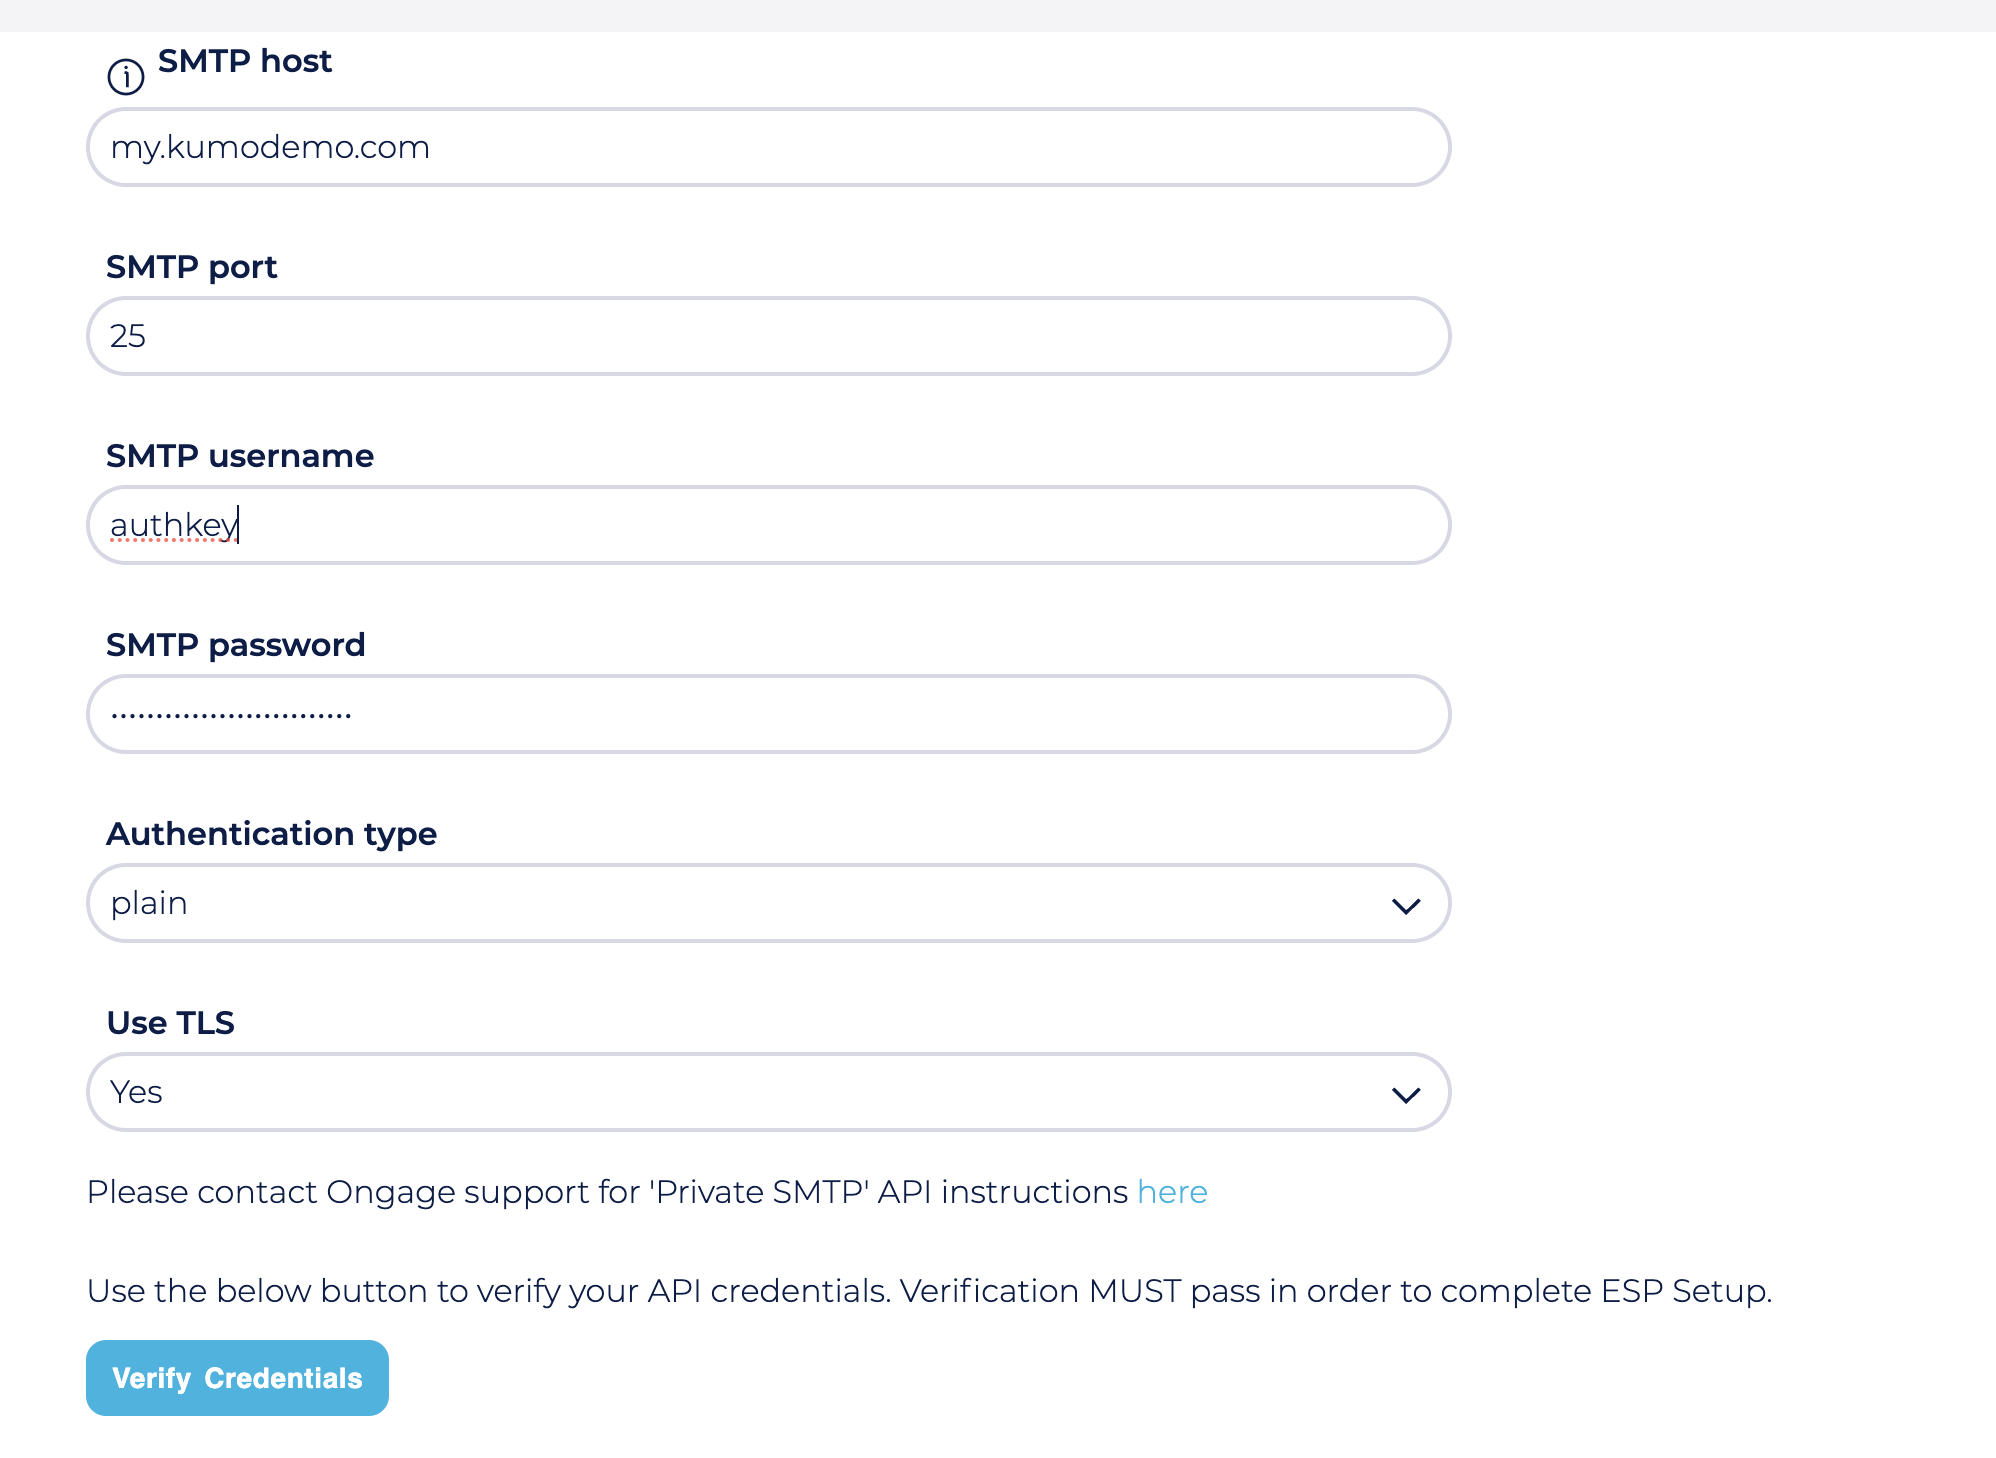 SMTP host
my.kumodemo.com
SMTP port
25
SMTP username
authkey
SMTP password
•••••••••••••••••••••••••••
Authentication type
plain
Use TLS
Yes
Please contact Ongage support for 'Private SMTP' API instructions here
Use the below button to verify your API credentials. Verification MUST pass in order to complete ESP Setup.
Verify Credentials